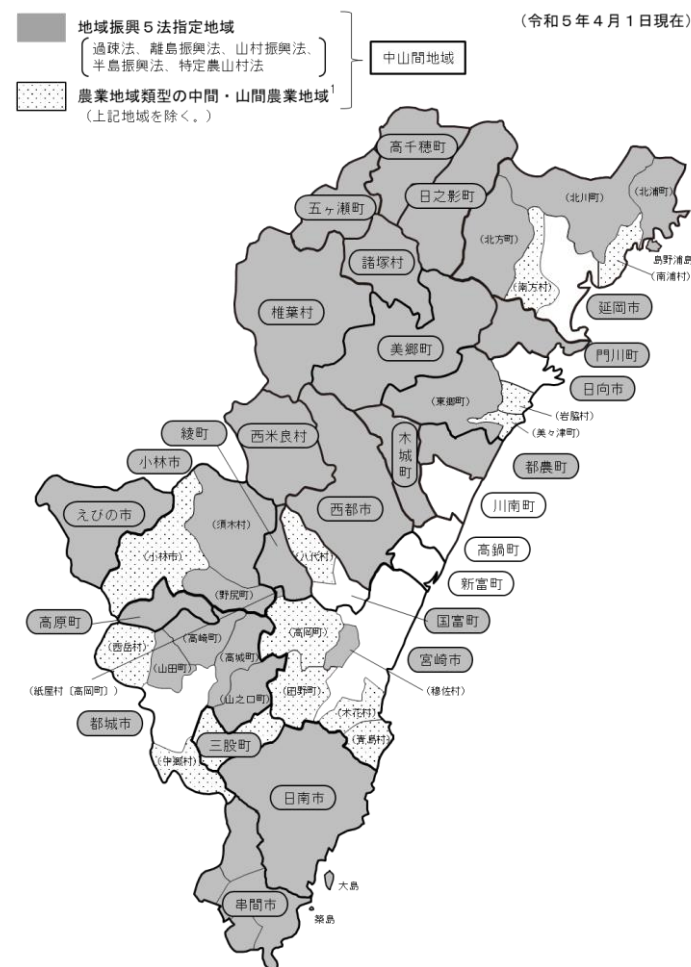 (令和5年4月1日現在)
地域振興5法指定地域
過疎法、離島振興法、山村振興法、
半島振興法、特定農山村法
中山間地域
農業地域類型の中間・山間農業地域1
(上記地域を除く。)
高千穂町
日之影町
五ヶ瀬町
諸塚村
椎葉村
美郷町
(北川町)
(北浦町)
(北方町)
(南方村)
島野浦島
(南浦村)
延岡市
門川町
日向市
(東郷町)
(岩脇村)
(美々津町)
綾町
西米良村
木城町
都農町
小林市
えびの市
(須木村)
(小林市)
西都市
(八代村)
川南町
高鍋町
新富町
(野尻町)
高原町
国富町
(高岡町)
宮崎市
(西岳村)
(高崎町)
(山田町)
(高城町)
(穆佐村)
(紙屋村〔高岡町〕)
(山之口町)
(田野町)
(木花村)
(青島村)
都城市
三股町
(中郷村)
日南市
大島
串間市
築島